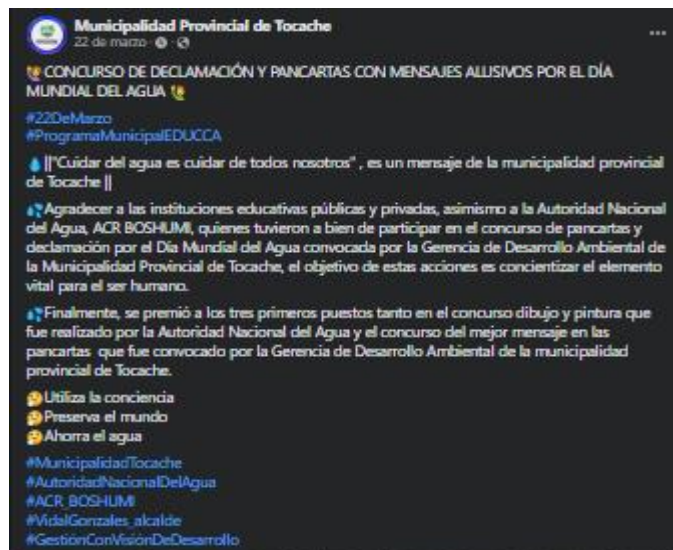 Municipalidad Provincial de Tocache
22 de marzo
CONCURSO DE DECLAMACIÓN Y PANCARTAS CON MENSAJES ALUSIVOS POR EL DÍA
MUNDIAL DEL AGUA
#22DeMarzo
#ProgramaMunicipalEDUCCA
||"Cuidar del agua es cuidar de todos nosotros" , es un mensaje de la municipalidad provincial
de Tocache ||
Agradecer a las instituciones educativas públicas y privadas, asimismo a la Autoridad Nacional
del Agua, ACR BOSHUMI, quienes tuvieron a bien de participar en el concurso de pancartas y
declamación por el Día Mundial del Agua convocada por la Gerencia de Desarrollo Ambiental de
la Municipalidad Provincial de Tocache, el objetivo de estas acciones es concientizar el elemento
vital para el ser humano.
Finalmente, se premió a los tres primeros puestos tanto en el concurso dibujo y pintura que
fue realizado por la Autoridad Nacional del Agua y el concurso del mejor mensaje en las
pancartas que fue convocado por la Gerencia de Desarrollo Ambiental de la municipalidad
provincial de Tocache.
Utiliza la conciencia
Preserva el mundo
Ahorra el agua
#MunicipalidadTocache
#AutoridadNacionalDelAgua
#ACR_BOSHUMI
#VidalGonzales_alcalde
#GestiónConVisiónDeDesarrollo